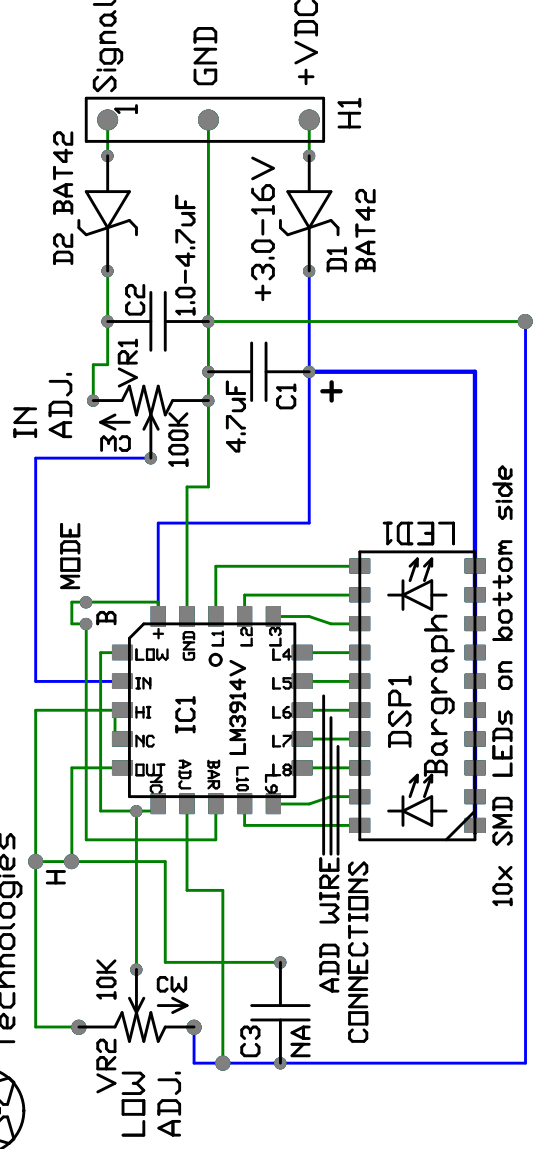 Technologies
VR2
10K
LOW
ADJ.
CW
C3
NA
H
ADD WIRE
CONNECTIONS
MODE
B
IC1
LM3914V
OUT
NC
HI
IN
LOW
NC
ADJ
BAR
L10
L9
+
GND
L1
L2
L3
L8
L7
L6
L5
L4
DSP1
Bargraph
LED1
10x SMD LEDs on bottom side
IN
ADJ.
CW
VR1
100K
C2
1.0-4.7uF
4.7uF
C1
+
D2 BAT42
+3.0-16V
D1
BAT42
1
H1
Signal
GND
+VDC